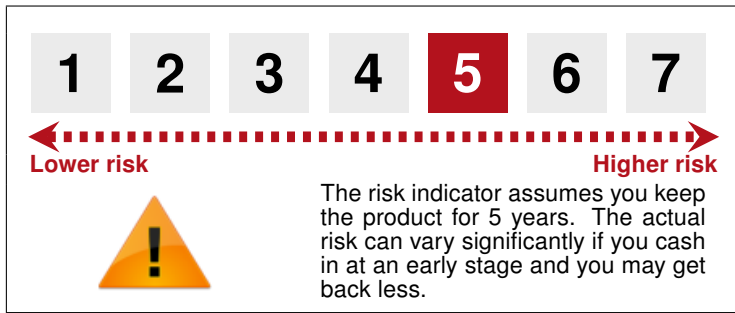 1 2 3 4 5 6 7
Lower risk Higher risk
The risk indicator assumes you keep
the product for 5 years. The actual
risk can vary significantly if you cash
in at an early stage and you may get
back less.